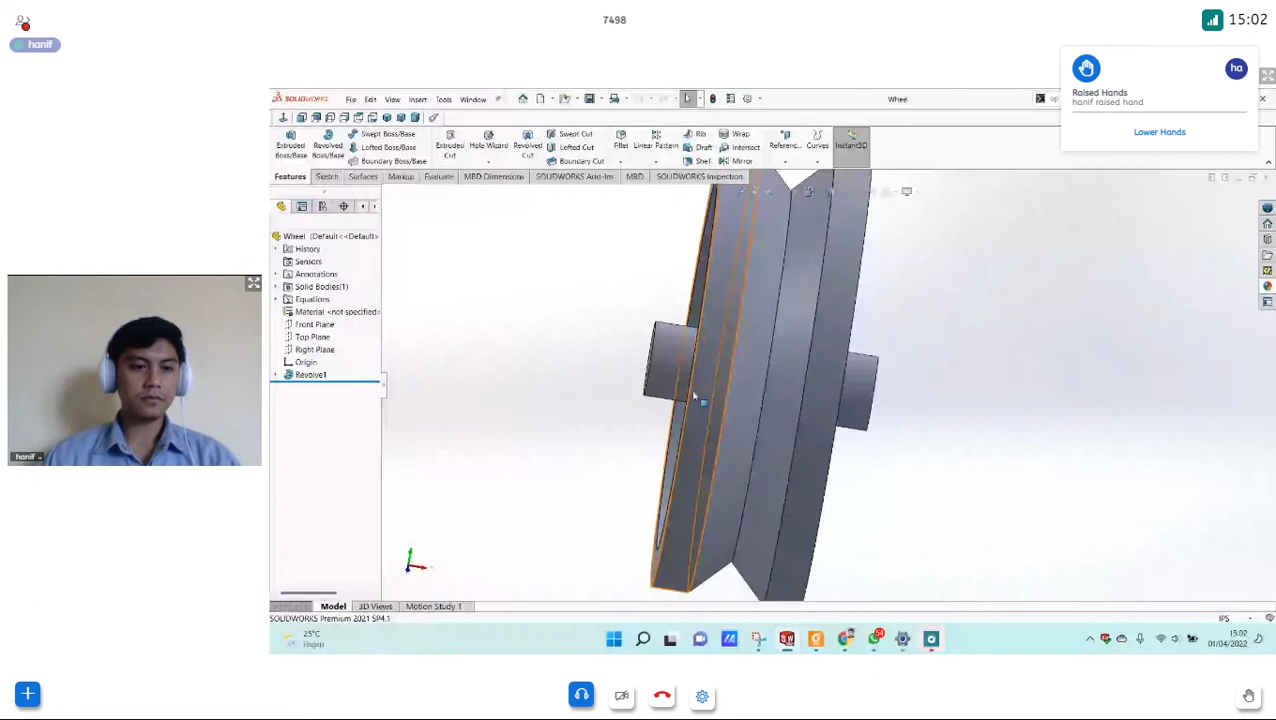 7498
15:02
hanif
ha
Raised Hands
hanif raised hand
Lower Hands
SOLIDWORKS File Edit View Insert Tools Window Wheel
Extruded Boss/Base Revolved Boss/Base Swept Boss/Base Lofted Boss/Base Boundary Boss/Base Extruded Cut Hole Wizard Revolved Cut Swept Cut Lofted Cut Boundary Cut Fillet Linear Pattern Rib Draft Shell Wrap Intersect Mirror Referenc... Curves Instant3D
Features Sketch Surfaces Markup Evaluate MBD Dimensions SOLIDWORKS Add-Ins MBD SOLIDWORKS Inspection
Wheel (Default<<Default>
History
Sensors
Annotations
Solid Bodies(1)
Equations
Material <not specified>
Front Plane
Top Plane
Right Plane
Origin
Revolve1
hanif
Model 3D Views Motion Study 1
SOLIDWORKS Premium 2021 SP4.1 IPS
25°C
Hujan
54
15:02
01/04/2022